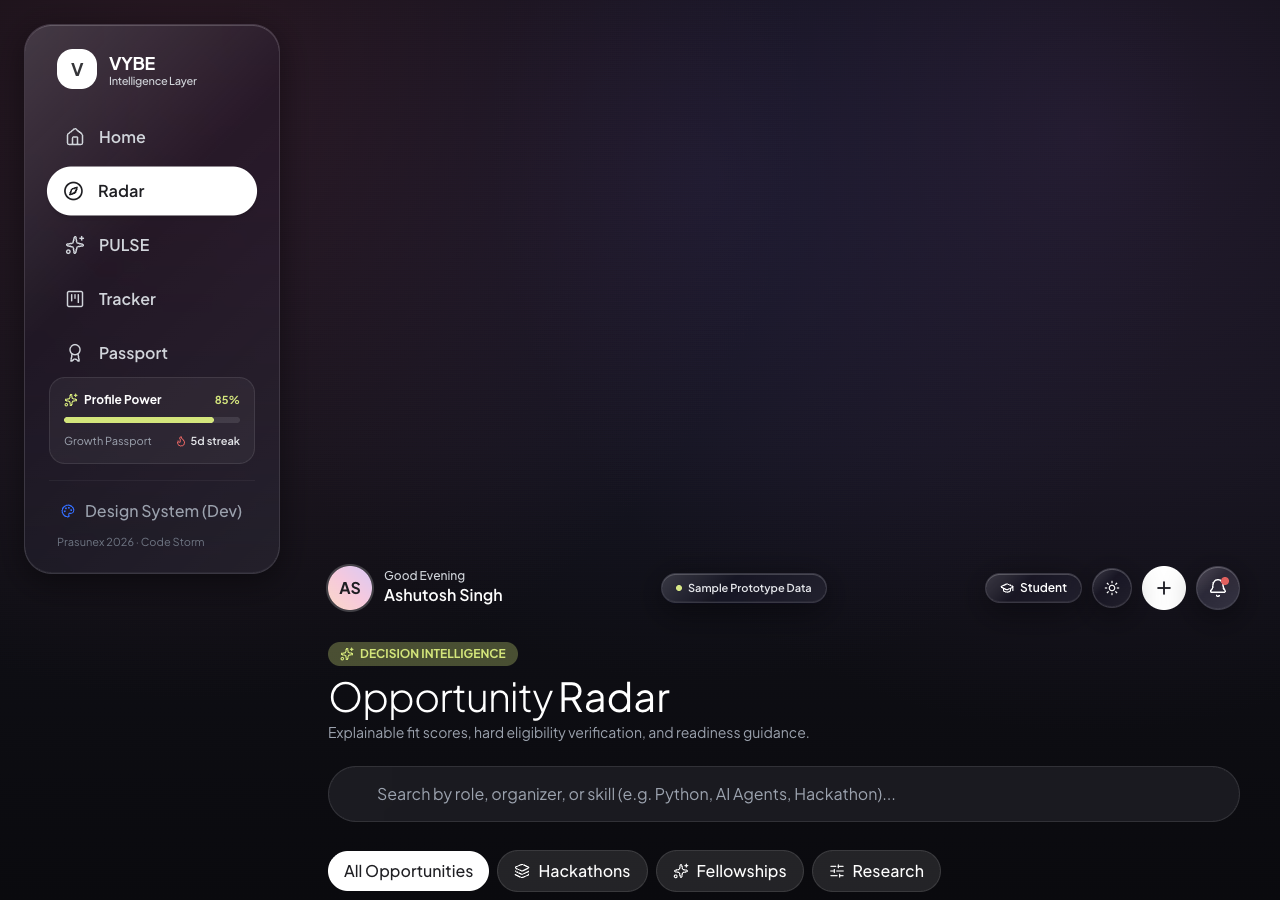 V
VYBE
Intelligence Layer
Home
Radar
PULSE
Tracker
Passport
Profile Power 85%
Growth Passport 5d streak
Design System (Dev)
Prasunex 2026 · Code Storm
AS
Good Evening
Ashutosh Singh
Sample Prototype Data
Student
DECISION INTELLIGENCE
Opportunity Radar
Explainable fit scores, hard eligibility verification, and readiness guidance.
Search by role, organizer, or skill (e.g. Python, AI Agents, Hackathon)...
All Opportunities
Hackathons
Fellowships
Research